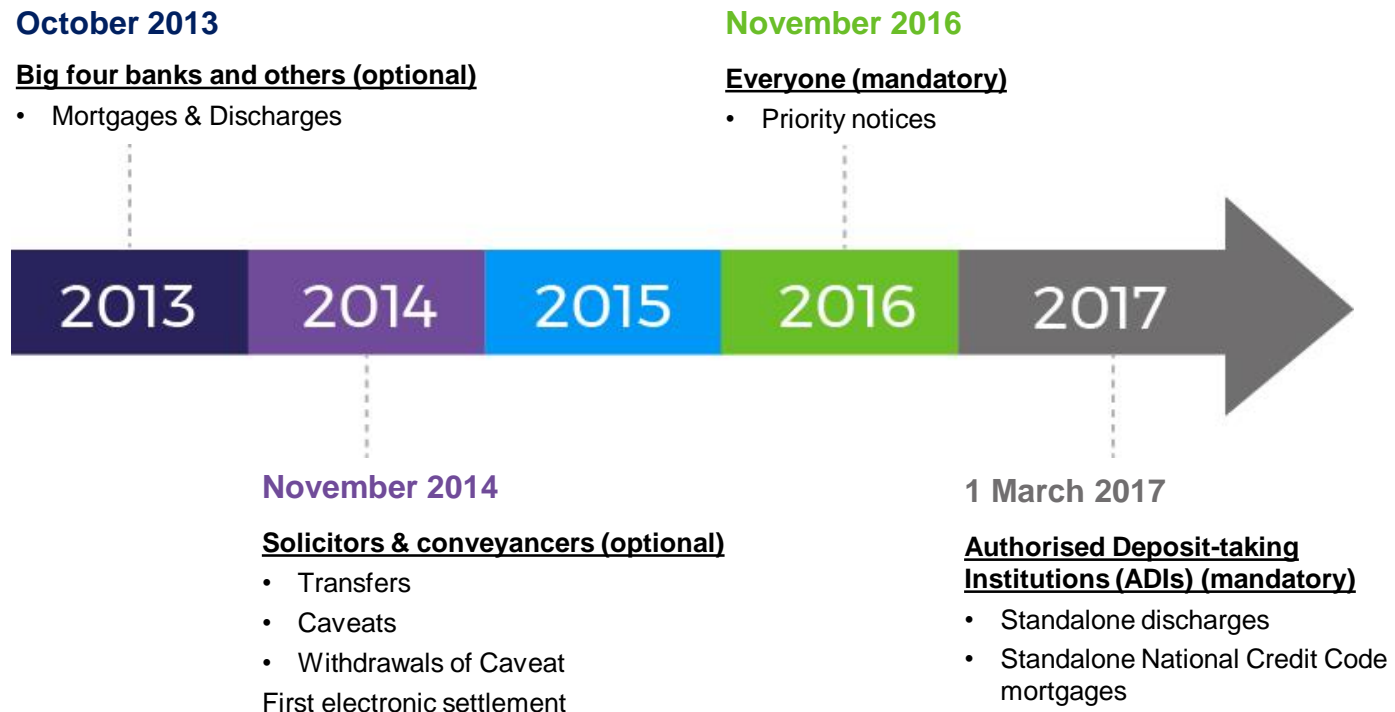 October 2013
Big four banks and others (optional)
• Mortgages & Discharges
November 2016
Everyone (mandatory)
• Priority notices
2013
2014
2015
2016
2017
November 2014
Solicitors & conveyancers (optional)
• Transfers
• Caveats
• Withdrawals of Caveat
First electronic settlement
1 March 2017
Authorised Deposit-taking
Institutions (ADIs) (mandatory)
• Standalone discharges
• Standalone National Credit Code
mortgages